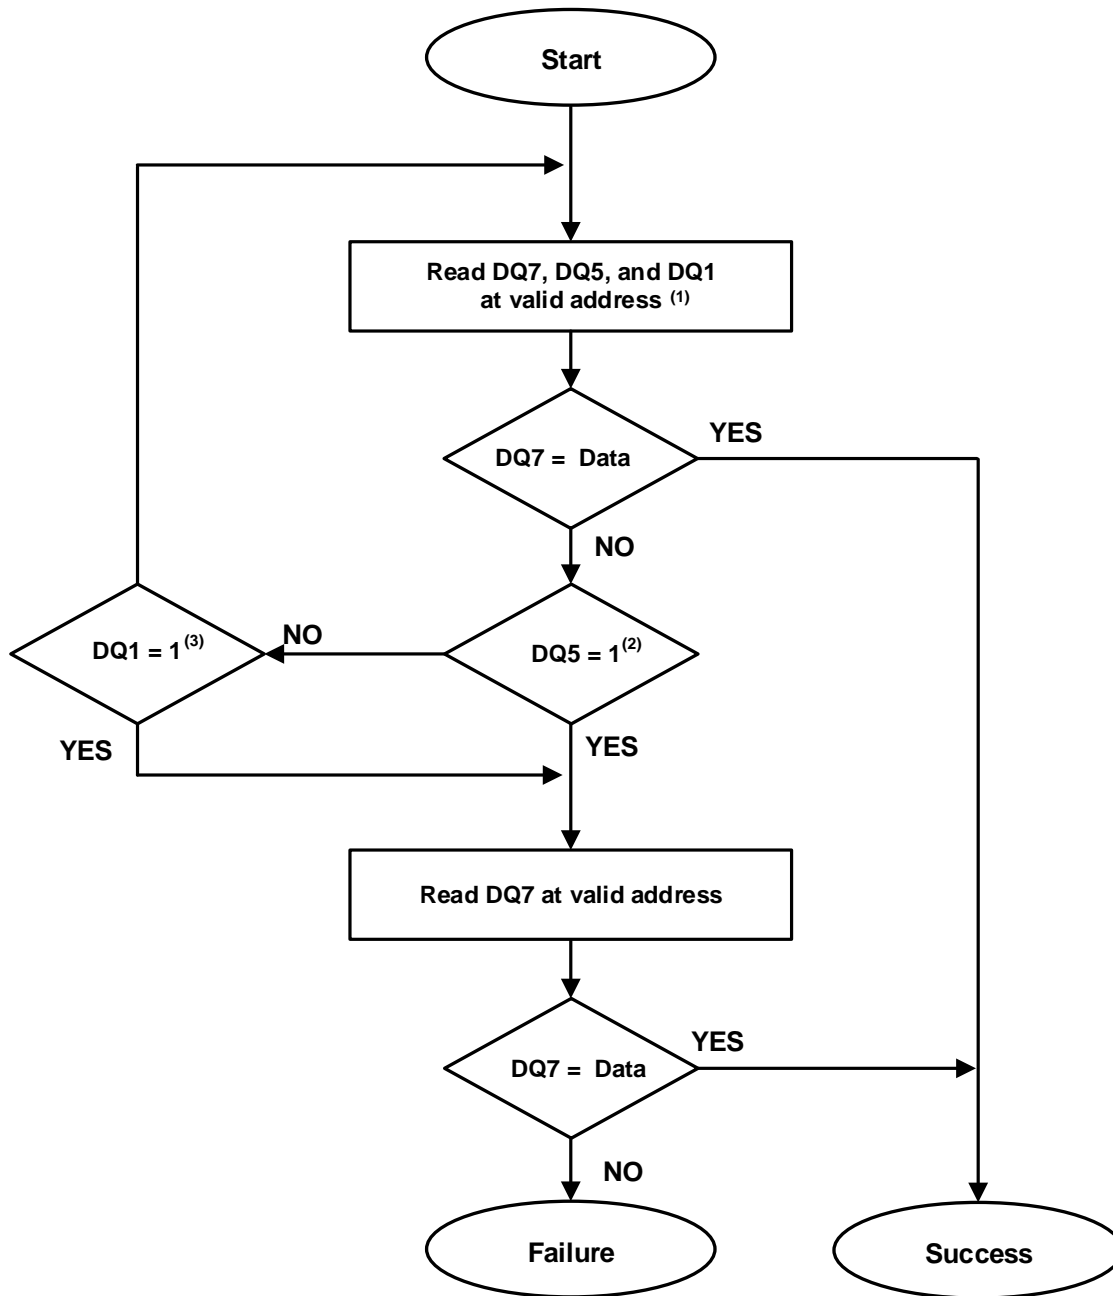 Start
Read DQ7, DQ5, and DQ1
at valid address (1)
YES
DQ7 = Data
NO
DQ1 = 1(3)
NO
DQ5 = 1(2)
YES
YES
Read DQ7 at valid address
YES
DQ7 = Data
NO
Failure
Success